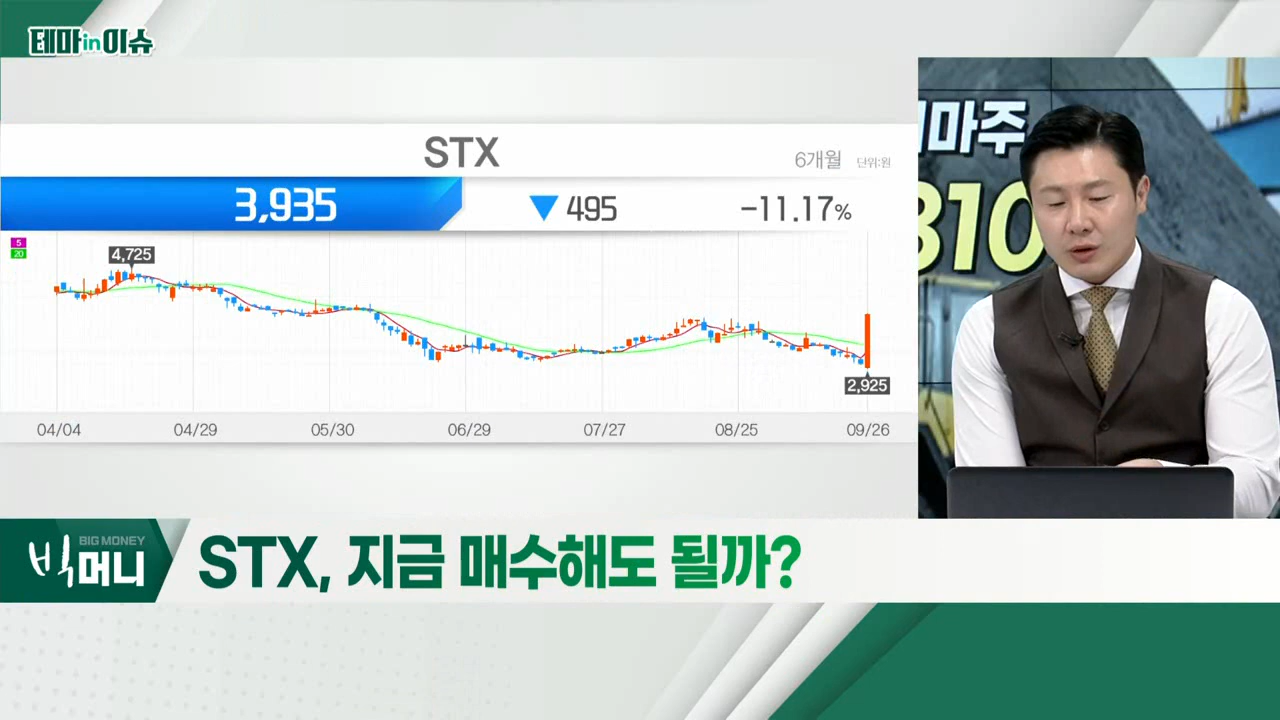 테마in이슈
STX
6개월 단위:원
3,935 ▼ 495 -11.17%
5
20
4,725
2,925
04/04 04/29 05/30 06/29 07/27 08/25 09/26
마주
310
BIG MONEY
빅머니
STX, 지금 매수해도 될까?